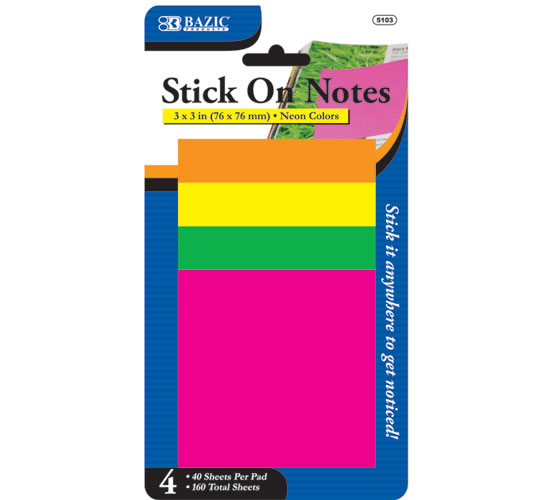 BAZIC
PRODUCTS
5103
Stick On Notes
3 x 3 in (76 x 76 mm) • Neon Colors
Stick it anywhere to get noticed!
4
• 40 Sheets Per Pad
• 160 Total Sheets